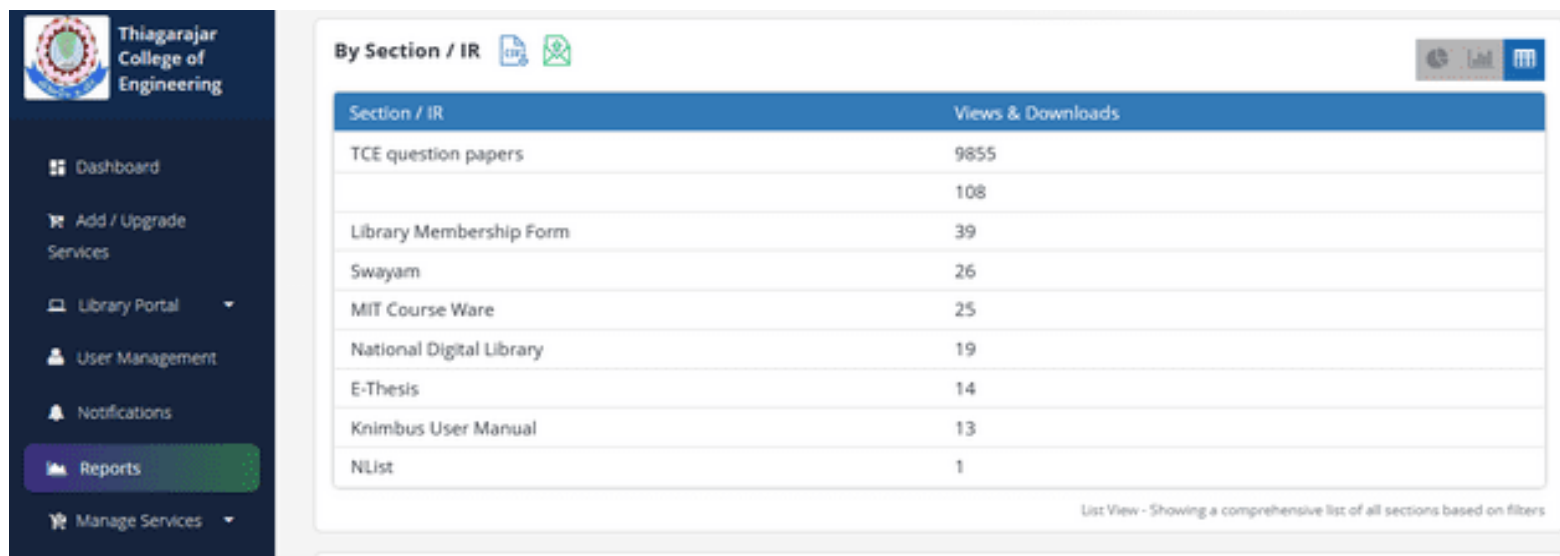 Thiagarajar
College of
Engineering
Dashboard
Add / Upgrade
Services
Library Portal
User Management
Notifications
Reports
Manage Services
By Section / IR
Section / IR Views & Downloads
TCE question papers 9855
108
Library Membership Form 39
Swayam 26
MIT Course Ware 25
National Digital Library 19
E-Thesis 14
Knimbus User Manual 13
NList 1
List View - Showing a comprehensive list of all sections based on filters